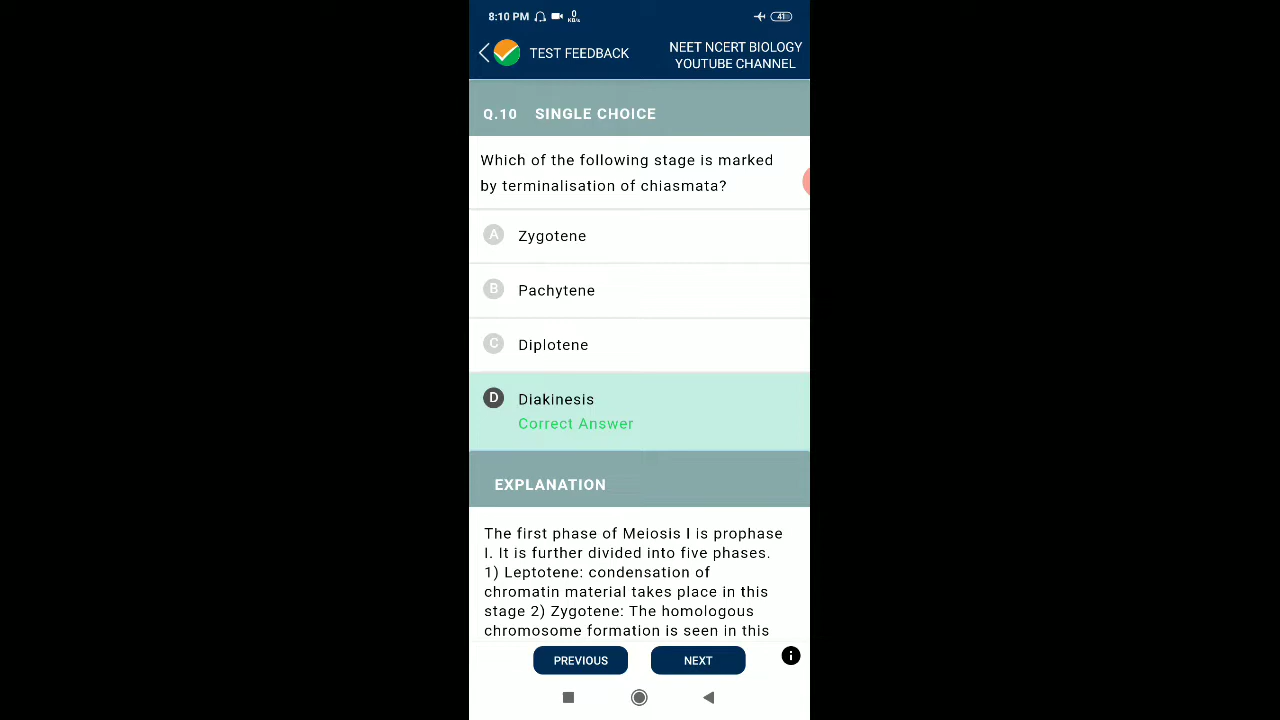 8:10 PM 0 KB/s 41
TEST FEEDBACK
NEET NCERT BIOLOGY
YOUTUBE CHANNEL
Q.10 SINGLE CHOICE
Which of the following stage is marked
by terminalisation of chiasmata?
A Zygotene
B Pachytene
C Diplotene
D Diakinesis
Correct Answer
EXPLANATION
The first phase of Meiosis I is prophase
I. It is further divided into five phases.
1) Leptotene: condensation of
chromatin material takes place in this
stage 2) Zygotene: The homologous
chromosome formation is seen in this
PREVIOUS NEXT i